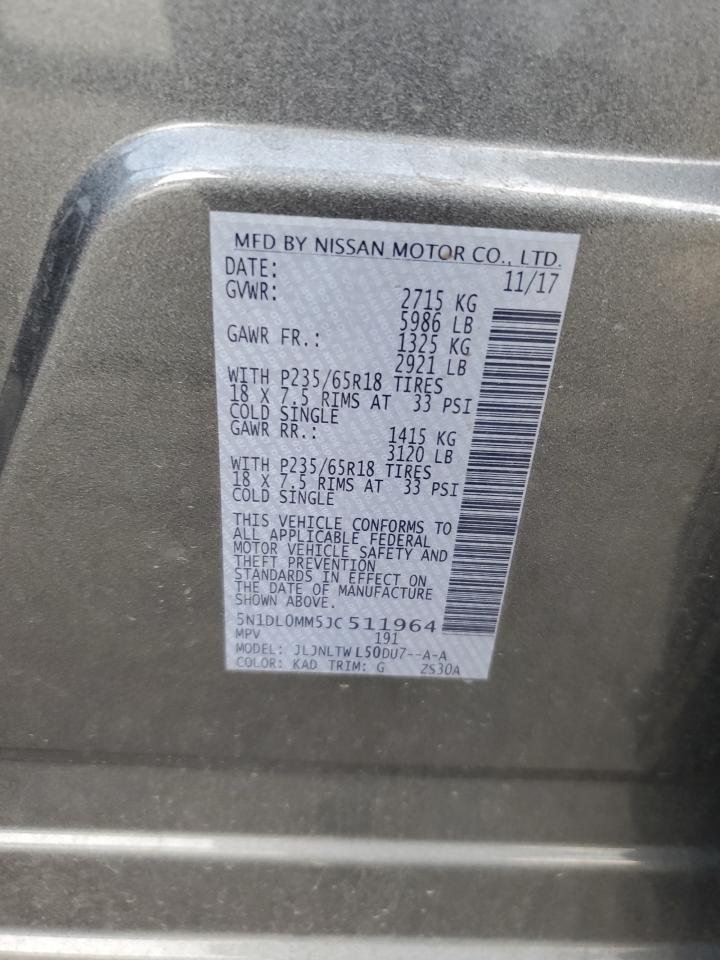 MFD BY NISSAN MOTOR CO., LTD.
DATE: 11/17
GVWR: 2715 KG
5986 LB
GAWR FR.: 1325 KG
2921 LB
WITH P235/65R18 TIRES
18 X 7.5 RIMS AT 33 PSI
COLD SINGLE
GAWR RR.: 1415 KG
3120 LB
WITH P235/65R18 TIRES
18 X 7.5 RIMS AT 33 PSI
COLD SINGLE
THIS VEHICLE CONFORMS TO
ALL APPLICABLE FEDERAL
MOTOR VEHICLE SAFETY AND
THEFT PREVENTION
STANDARDS IN EFFECT ON
THE DATE OF MANUFACTURE
SHOWN ABOVE.
5N1DL0MM5JC511964
MPV 191
MODEL: JLJNLTWL50DU7--A-A
COLOR: KAD TRIM: G 2S30A